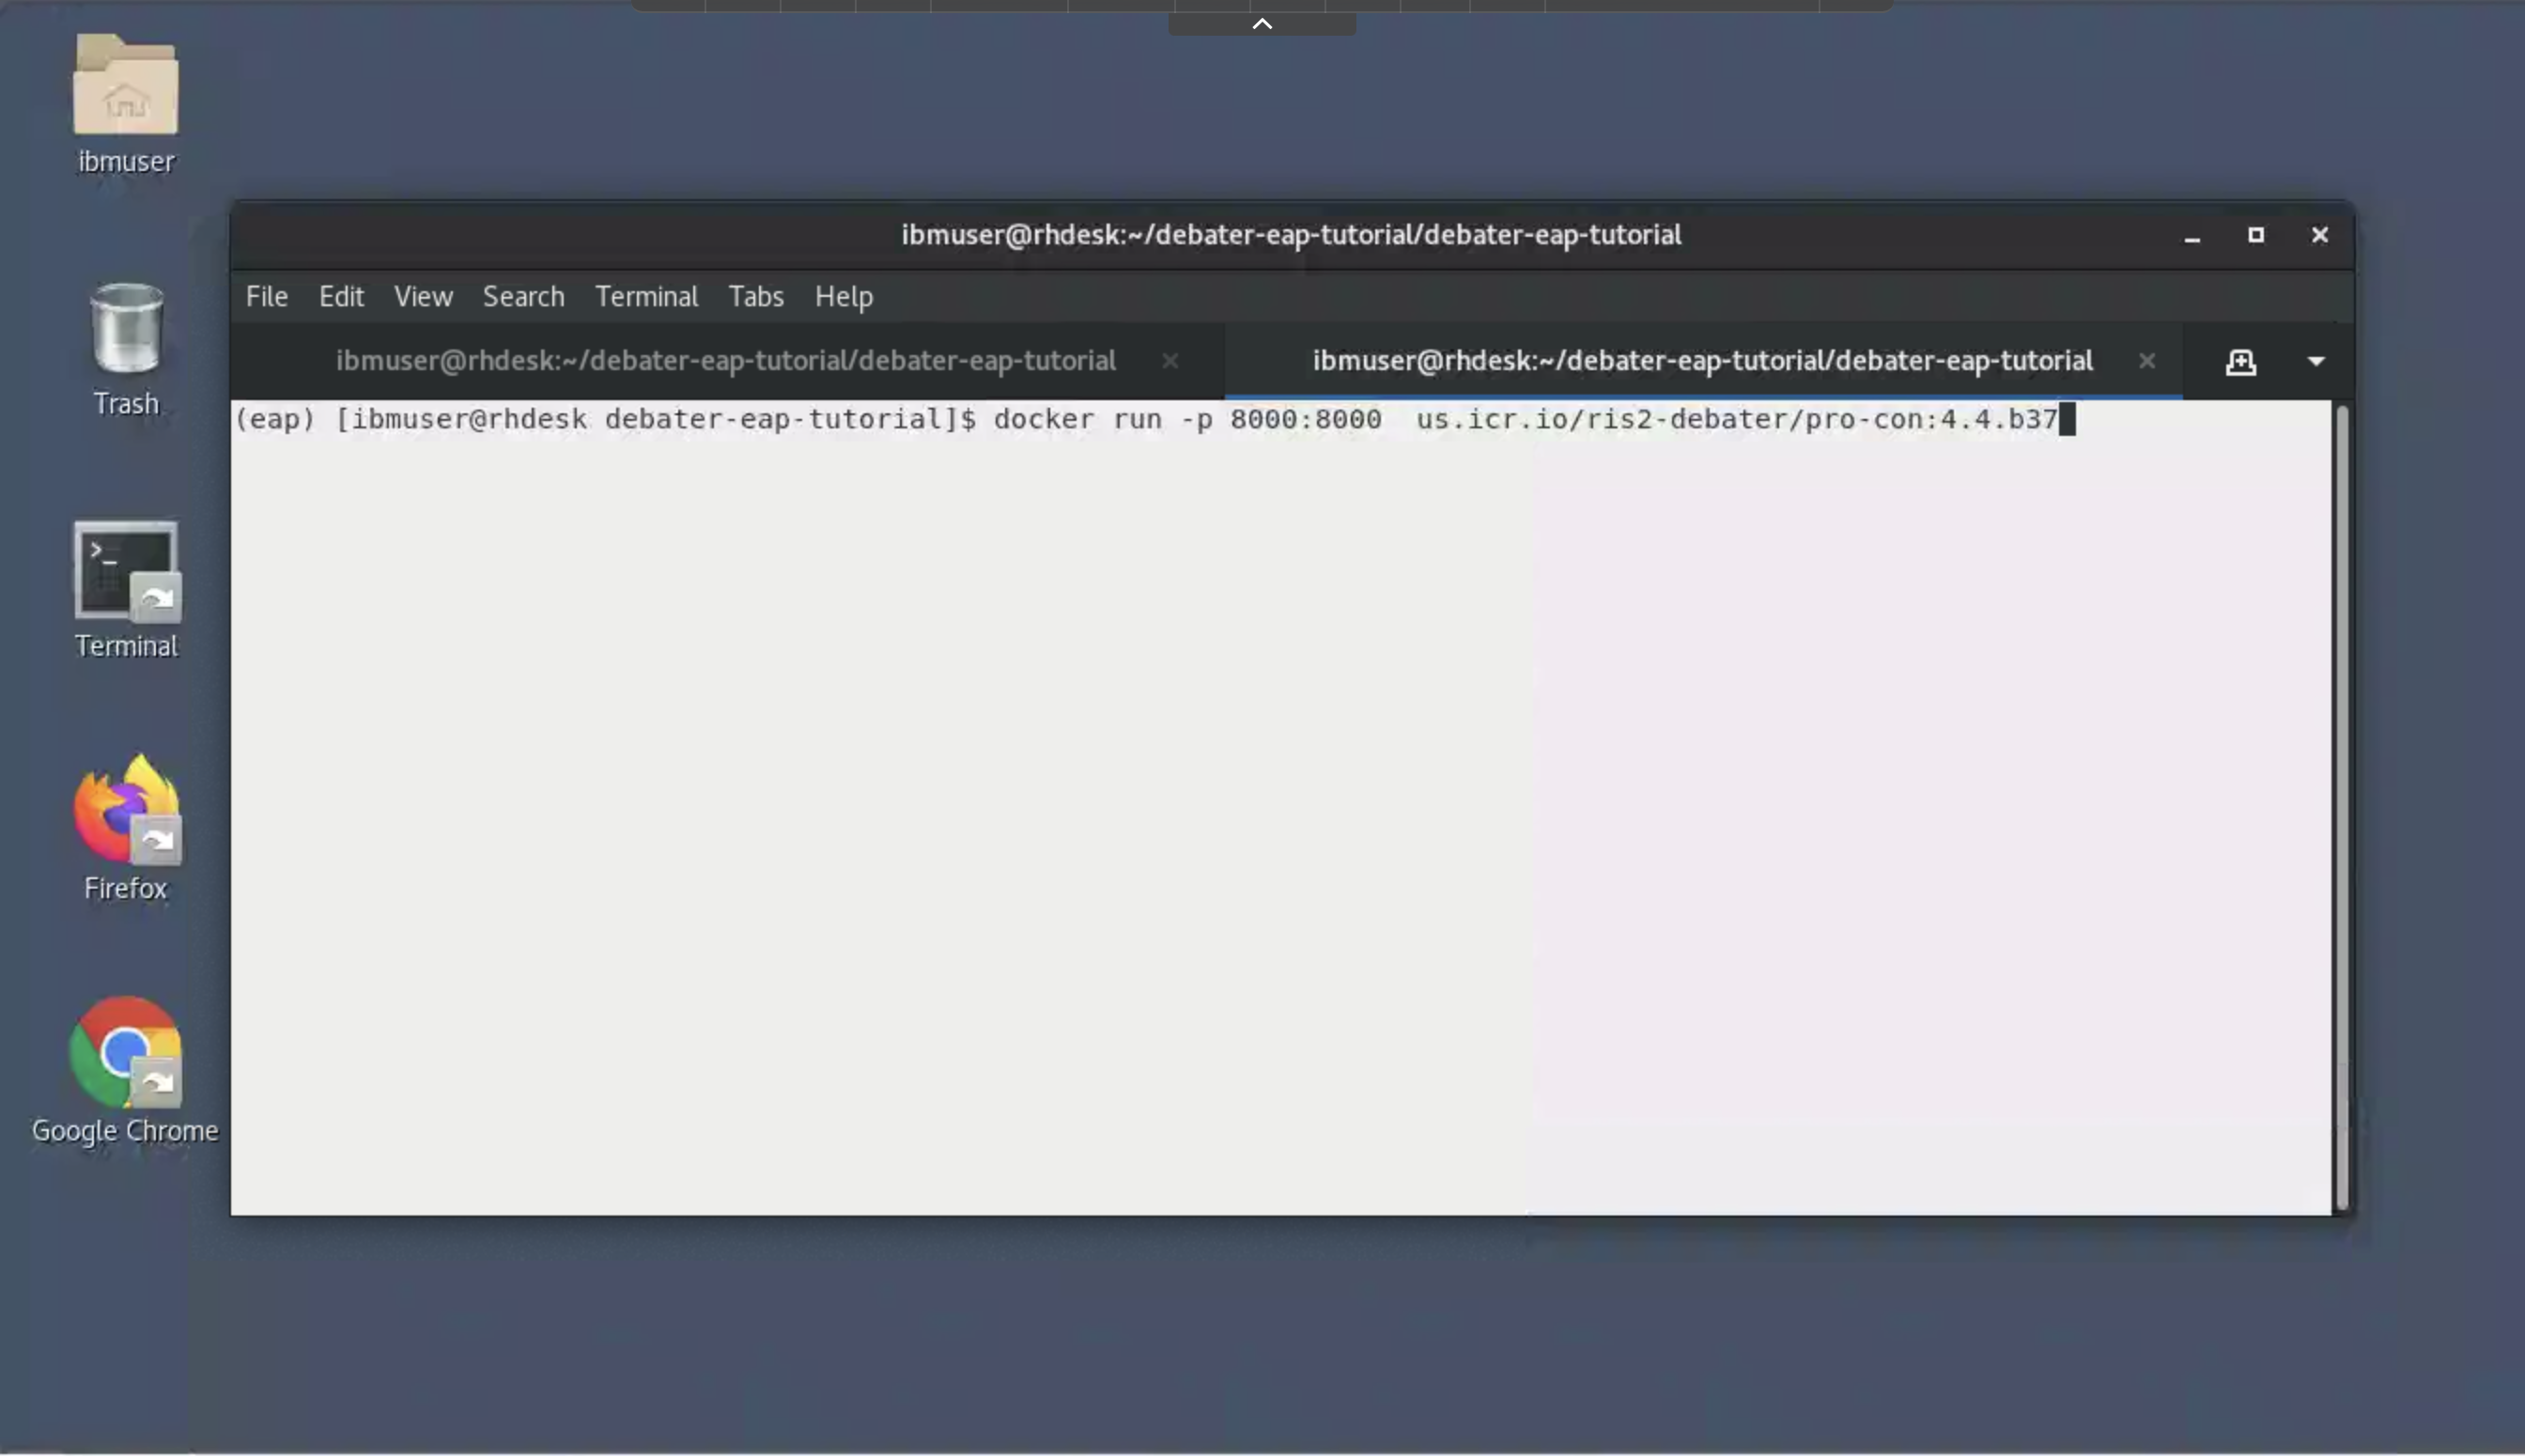 ibmuser
Trash
Terminal
Firefox
Google Chrome
ibmuser@rhdesk:~/debater-eap-tutorial/debater-eap-tutorial
File Edit View Search Terminal Tabs Help
ibmuser@rhdesk:~/debater-eap-tutorial/debater-eap-tutorial ibmuser@rhdesk:~/debater-eap-tutorial/debater-eap-tutorial
(eap) [ibmuser@rhdesk debater-eap-tutorial]$ docker run -p 8000:8000  us.icr.io/ris2-debater/pro-con:4.4.b37